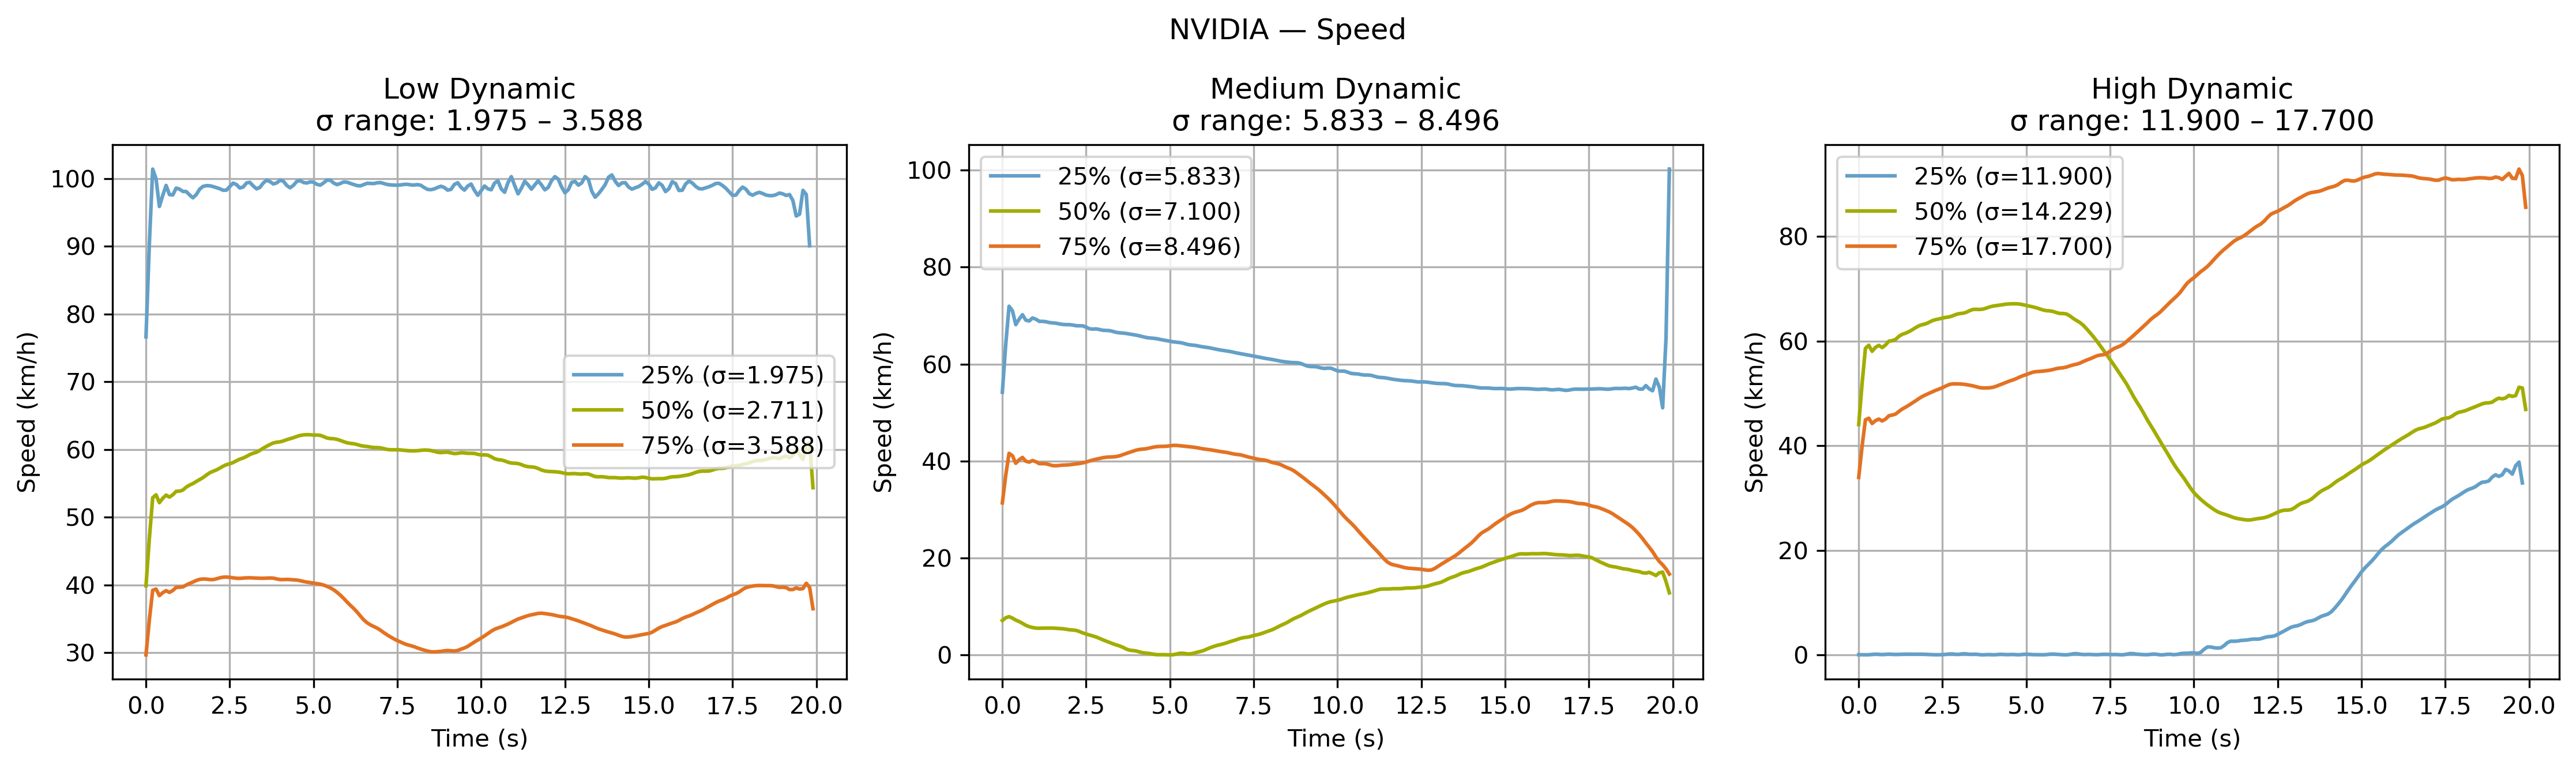 NVIDIA — Speed
Low Dynamic
σ range: 1.975 – 3.588
Speed (km/h)
100
90
80
70
60
50
40
30
25% (σ=1.975)
50% (σ=2.711)
75% (σ=3.588)
0.0 2.5 5.0 7.5 10.0 12.5 15.0 17.5 20.0
Time (s)
Medium Dynamic
σ range: 5.833 – 8.496
Speed (km/h)
100
80
60
40
20
0
25% (σ=5.833)
50% (σ=7.100)
75% (σ=8.496)
0.0 2.5 5.0 7.5 10.0 12.5 15.0 17.5 20.0
Time (s)
High Dynamic
σ range: 11.900 – 17.700
Speed (km/h)
80
60
40
20
0
25% (σ=11.900)
50% (σ=14.229)
75% (σ=17.700)
0.0 2.5 5.0 7.5 10.0 12.5 15.0 17.5 20.0
Time (s)